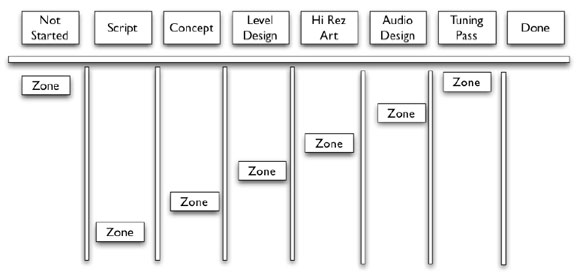 Not
Started
Script
Concept
Level
Design
Hi Rez
Art
Audio
Design
Tuning
Pass
Done
Zone
Zone
Zone
Zone
Zone
Zone
Zone